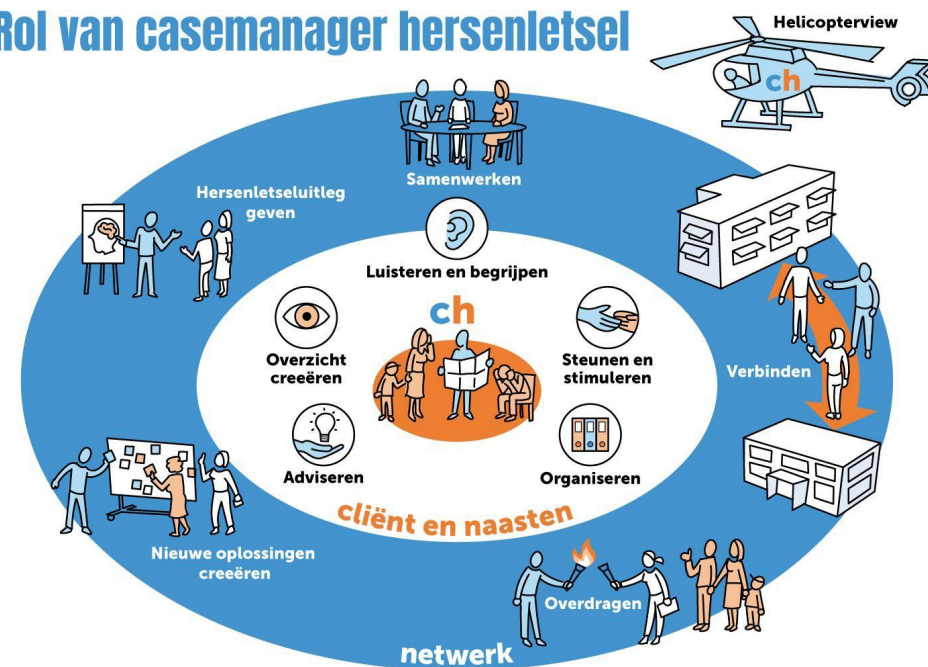 Rol van casemanager hersenletsel
Helicopterview
ch
Samenwerken
Hersenletseluitleg
geven
Luisteren en begrijpen
ch
Overzicht
creeëren
Steunen en
stimuleren
Verbinden
Adviseren
Organiseren
cliënt en naasten
Nieuwe oplossingen
creeëren
Overdragen
netwerk